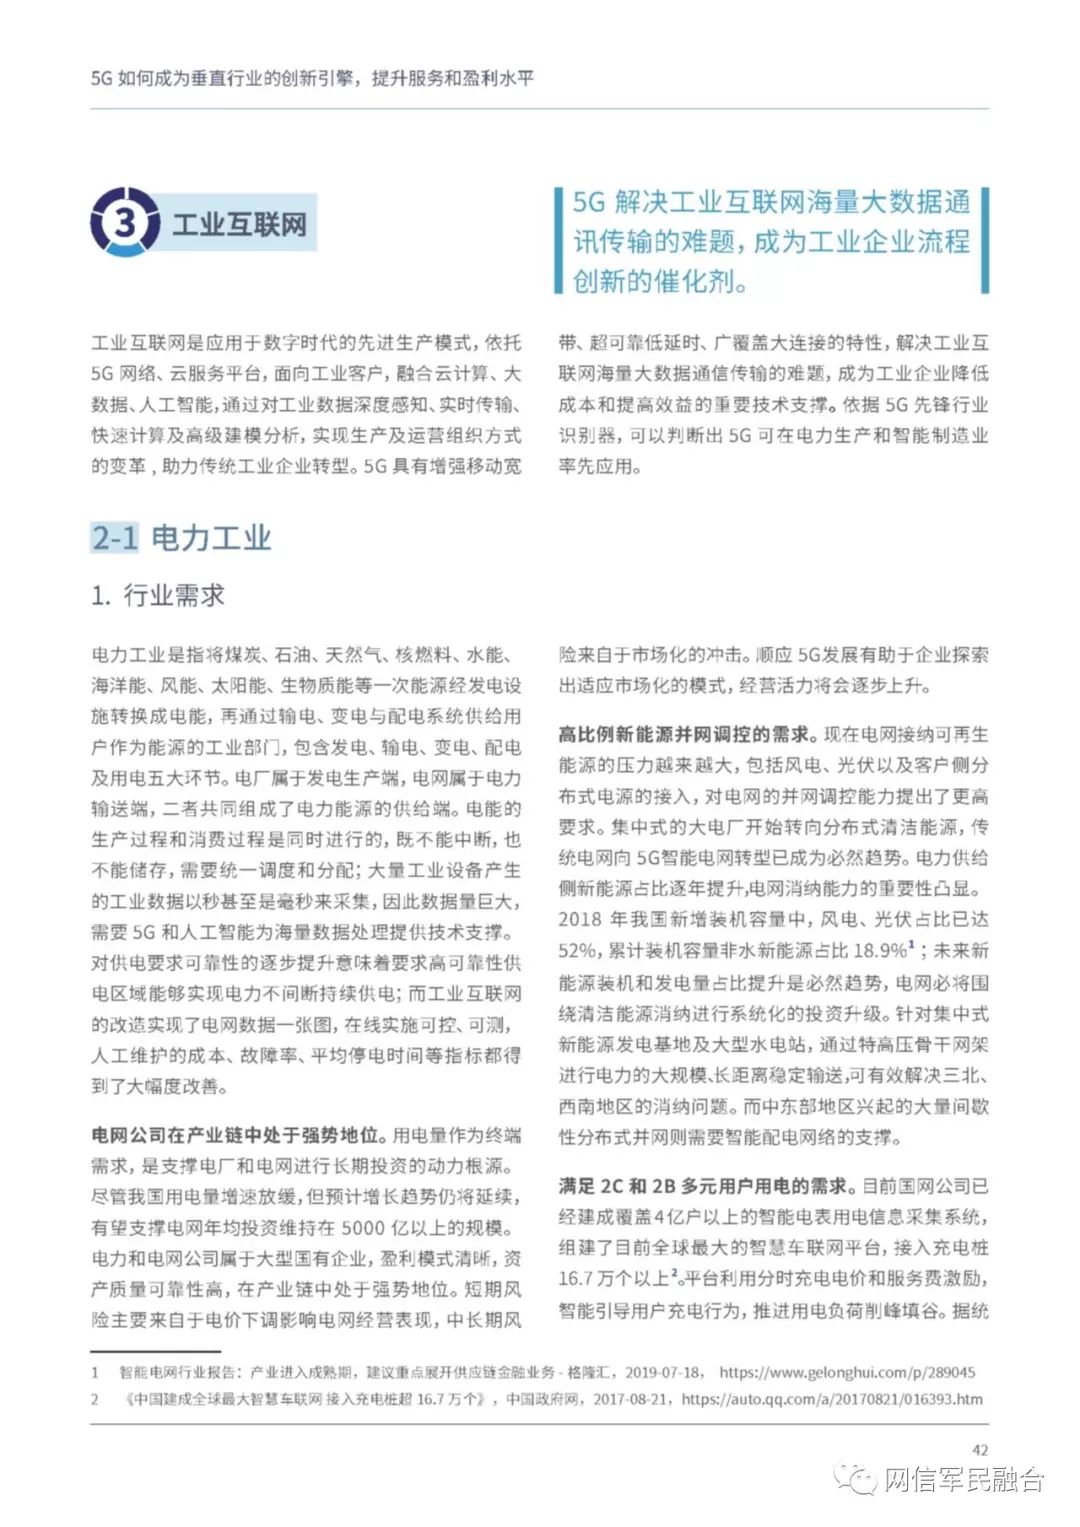 5G 如何成为垂直行业的创新引擎，提升服务和盈利水平
3 工业互联网
5G 解决工业互联网海量大数据通
讯传输的难题，成为工业企业流程
创新的催化剂。
工业互联网是应用于数字时代的先进生产模式，依托
5G 网络、云服务平台，面向工业客户，融合云计算、大
数据、人工智能，通过对工业数据深度感知、实时传输、
快速计算及高级建模分析，实现生产及运营组织方式
的变革，助力传统工业企业转型。5G 具有增强移动宽
带、超可靠低延时、广覆盖大连接的特性，解决工业互
联网海量大数据通信传输的难题，成为工业企业降低
成本和提高效益的重要技术支撑。依据 5G 先锋行业
识别器，可以判断出 5G 可在电力生产和智能制造业
率先应用。
2-1 电力工业
1. 行业需求
电力工业是指将煤炭、石油、天然气、核燃料、水能、
海洋能、风能、太阳能、生物质能等一次能源经发电设
施转换成电能，再通过输电、变电与配电系统供给用
户作为能源的工业部门，包含发电、输电、变电、配电
及用电五大环节。电厂属于发电生产端，电网属于电力
输送端，二者共同组成了电力能源的供给端。电能的
生产过程和消费过程是同时进行的，既不能中断，也
不能储存，需要统一调度和分配；大量工业设备产生
的工业数据以秒甚至是毫秒来采集，因此数据量巨大，
需要 5G 和人工智能为海量数据处理提供技术支撑。
对供电要求可靠性的逐步提升意味着要求高可靠性供
电区域能够实现电力不间断持续供电；而工业互联网
的改造实现了电网数据一张图，在线实施可控、可测，
人工维护的成本、故障率、平均停电时间等指标都得
到了大幅度改善。
电网公司在产业链中处于强势地位。用电量作为终端
需求，是支撑电厂和电网进行长期投资的动力根源。
尽管我国用电量增速放缓，但预计增长趋势仍将延续，
有望支撑电网年均投资维持在 5000 亿以上的规模。
电力和电网公司属于大型国有企业，盈利模式清晰，资
产质量可靠性高，在产业链中处于强势地位。短期风
险主要来自于电价下调影响电网经营表现，中长期风
险来自于市场化的冲击。顺应 5G发展有助于企业探索
出适应市场化的模式，经营活力将会逐步上升。
高比例新能源并网调控的需求。现在电网接纳可再生
能源的压力越来越大，包括风电、光伏以及客户侧分
布式电源的接入，对电网的并网调控能力提出了更高
要求。集中式的大电厂开始转向分布式清洁能源，传
统电网向 5G智能电网转型已成为必然趋势。电力供给
侧新能源占比逐年提升,电网消纳能力的重要性凸显。
2018 年我国新增装机容量中，风电、光伏占比已达
52%，累计装机容量非水新能源占比 18.9%1；未来新
能源装机和发电量占比提升是必然趋势，电网必将围
绕清洁能源消纳进行系统化的投资升级。针对集中式
新能源发电基地及大型水电站，通过特高压骨干网架
进行电力的大规模、长距离稳定输送,可有效解决三北、
西南地区的消纳问题。而中东部地区兴起的大量间歇
性分布式并网则需要智能配电网络的支撑。
满足 2C 和 2B 多元用户用电的需求。目前国网公司已
经建成覆盖4亿户以上的智能电表用电信息采集系统，
组建了目前全球最大的智慧车联网平台，接入充电桩
16.7 万个以上2。平台利用分时充电电价和服务费激励，
智能引导用户充电行为，推进用电负荷削峰填谷。据统
1 智能电网行业报告：产业进入成熟期，建议重点展开供应链金融业务 - 格隆汇，2019-07-18， https://www.gelonghui.com/p/289045
2 《中国建成全球最大智慧车联网 接入充电桩超 16.7 万个》，中国政府网，2017-08-21，https://auto.qq.com/a/20170821/016393.htm
42
网信军民融合